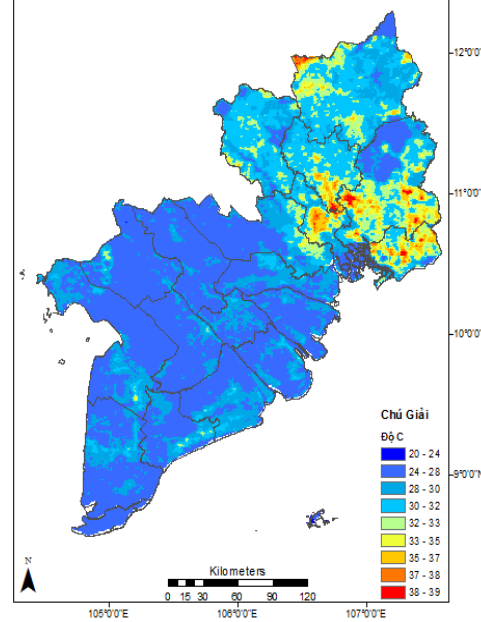 12°0'0"
11°0'0"
10°0'0"
9°0'0"N
Chú Giải
Độ C
20 - 24
24 - 28
28 - 30
30 - 32
32 - 33
33 - 35
35 - 37
37 - 38
38 - 39
N
Kilometers
0 15 30 60 90 120
105°0'0"E 106°0'0"E 107°0'0"E